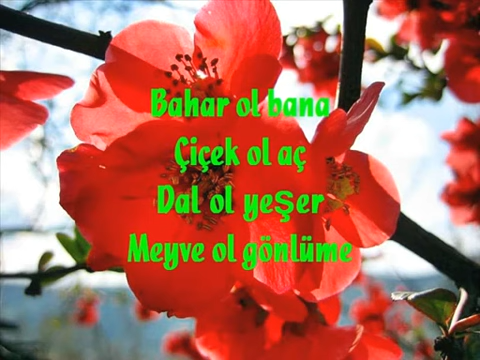 Bahar ol bana
Çiçek ol aç
Dal ol yeşer
Meyve ol gönlüme